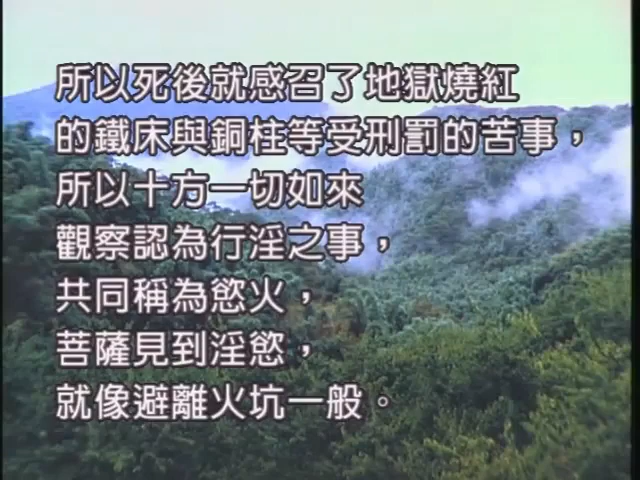 所以死後就感召了地獄燒紅
的鐵床與銅柱等受刑罰的苦事，
所以十方一切如來
觀察認為行淫之事，
共同稱為慾火，
菩薩見到淫慾，
就像避離火坑一般。